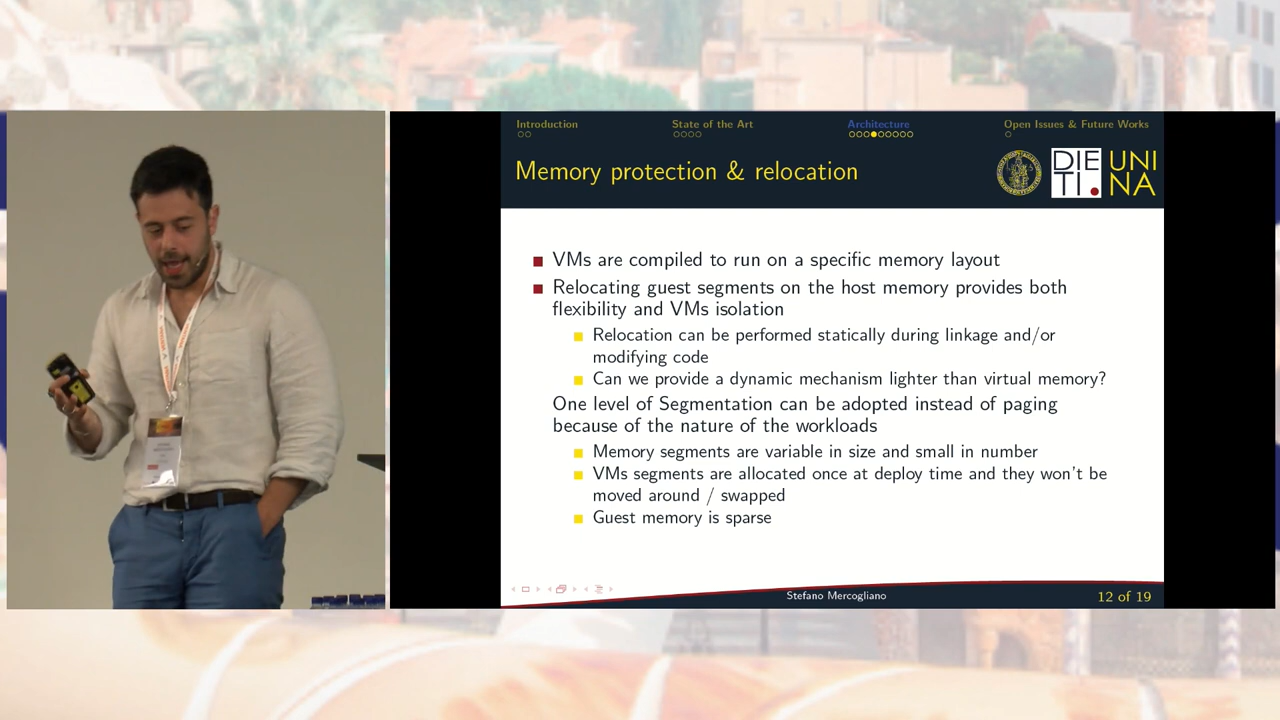 Introduction
State of the Art
Architecture
Open Issues & Future Works
Memory protection & relocation
DIE
TI.
UNI
NA
VMs are compiled to run on a specific memory layout
Relocating guest segments on the host memory provides both
flexibility and VMs isolation
Relocation can be performed statically during linkage and/or
modifying code
Can we provide a dynamic mechanism lighter than virtual memory?
One level of Segmentation can be adopted instead of paging
because of the nature of the workloads
Memory segments are variable in size and small in number
VMs segments are allocated once at deploy time and they won't be
moved around / swapped
Guest memory is sparse
Stefano Mercogliano
12 of 19